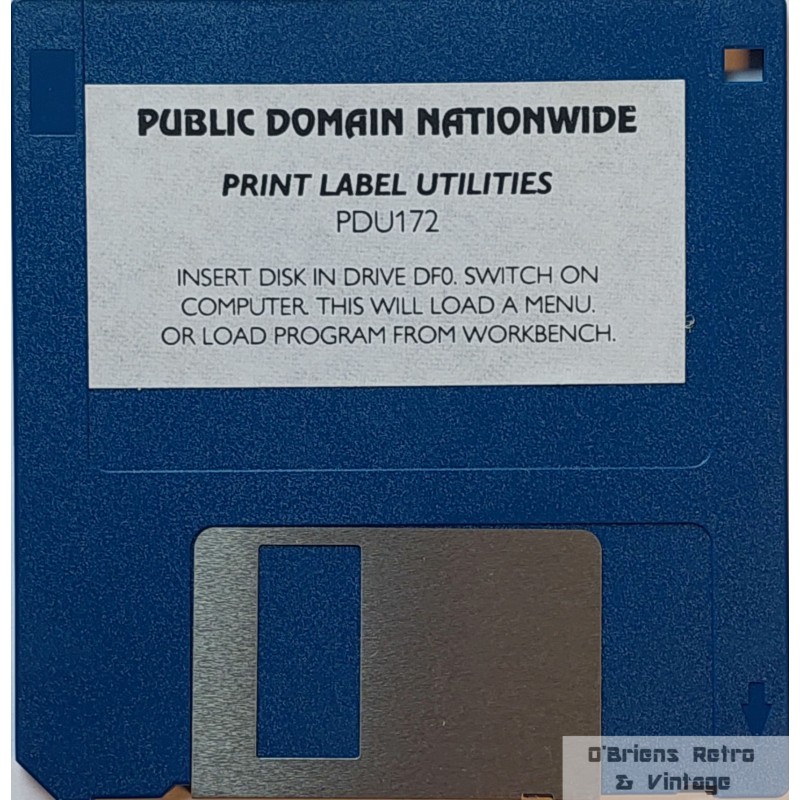 PUBLIC DOMAIN NATIONWIDE
PRINT LABEL UTILITIES
PDU172
INSERT DISK IN DRIVE DF0. SWITCH ON
COMPUTER. THIS WILL LOAD A MENU.
OR LOAD PROGRAM FROM WORKBENCH.
O'Briens Retro
& Vintage